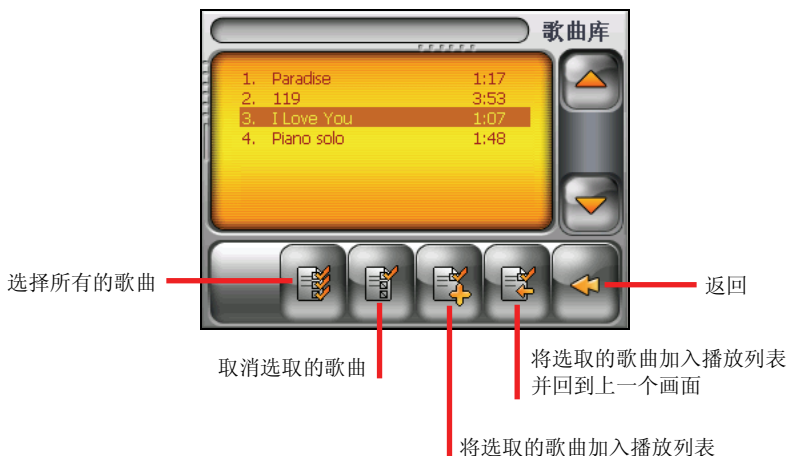 歌曲库
1. Paradise 1:17
2. 119 3:53
3. I Love You 1:07
4. Piano solo 1:48
选择所有的歌曲
返回
取消选取的歌曲
将选取的歌曲加入播放列表
并回到上一个画面
将选取的歌曲加入播放列表